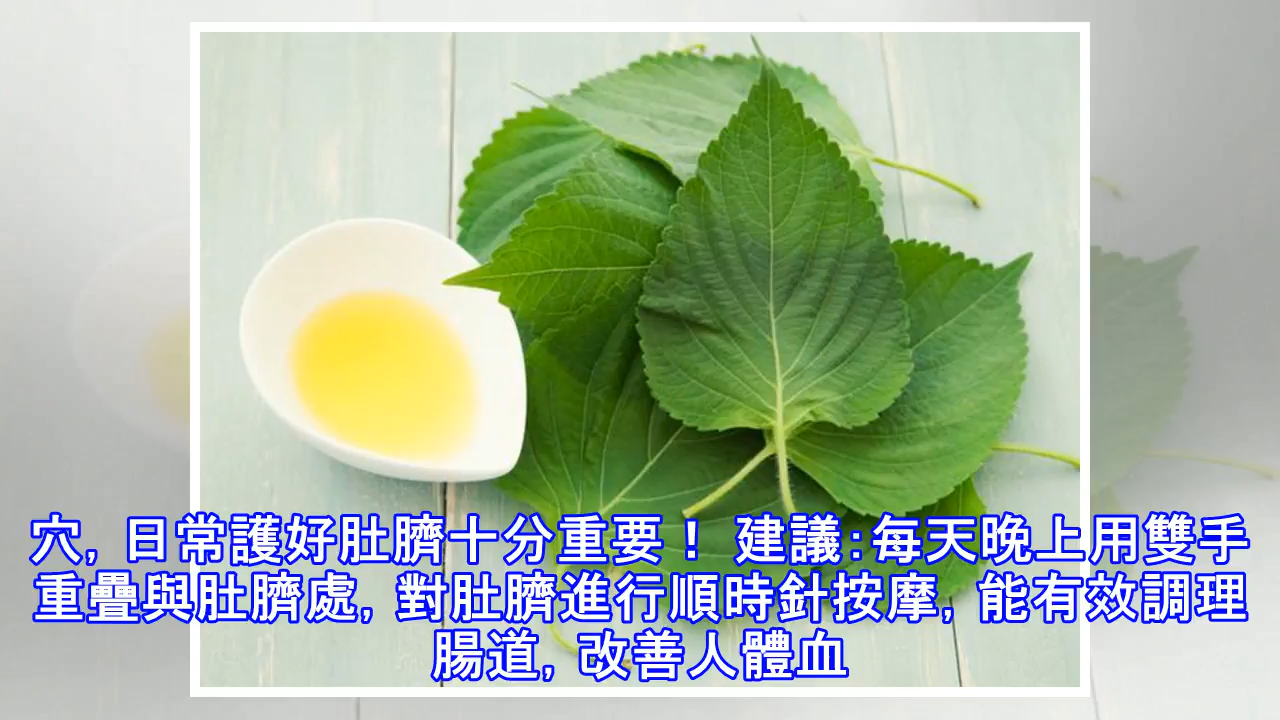 穴, 日常護好肚臍十分重要！ 建議:每天晚上用雙手
重疊與肚臍處, 對肚臍進行順時針按摩, 能有效調理
腸道, 改善人體血